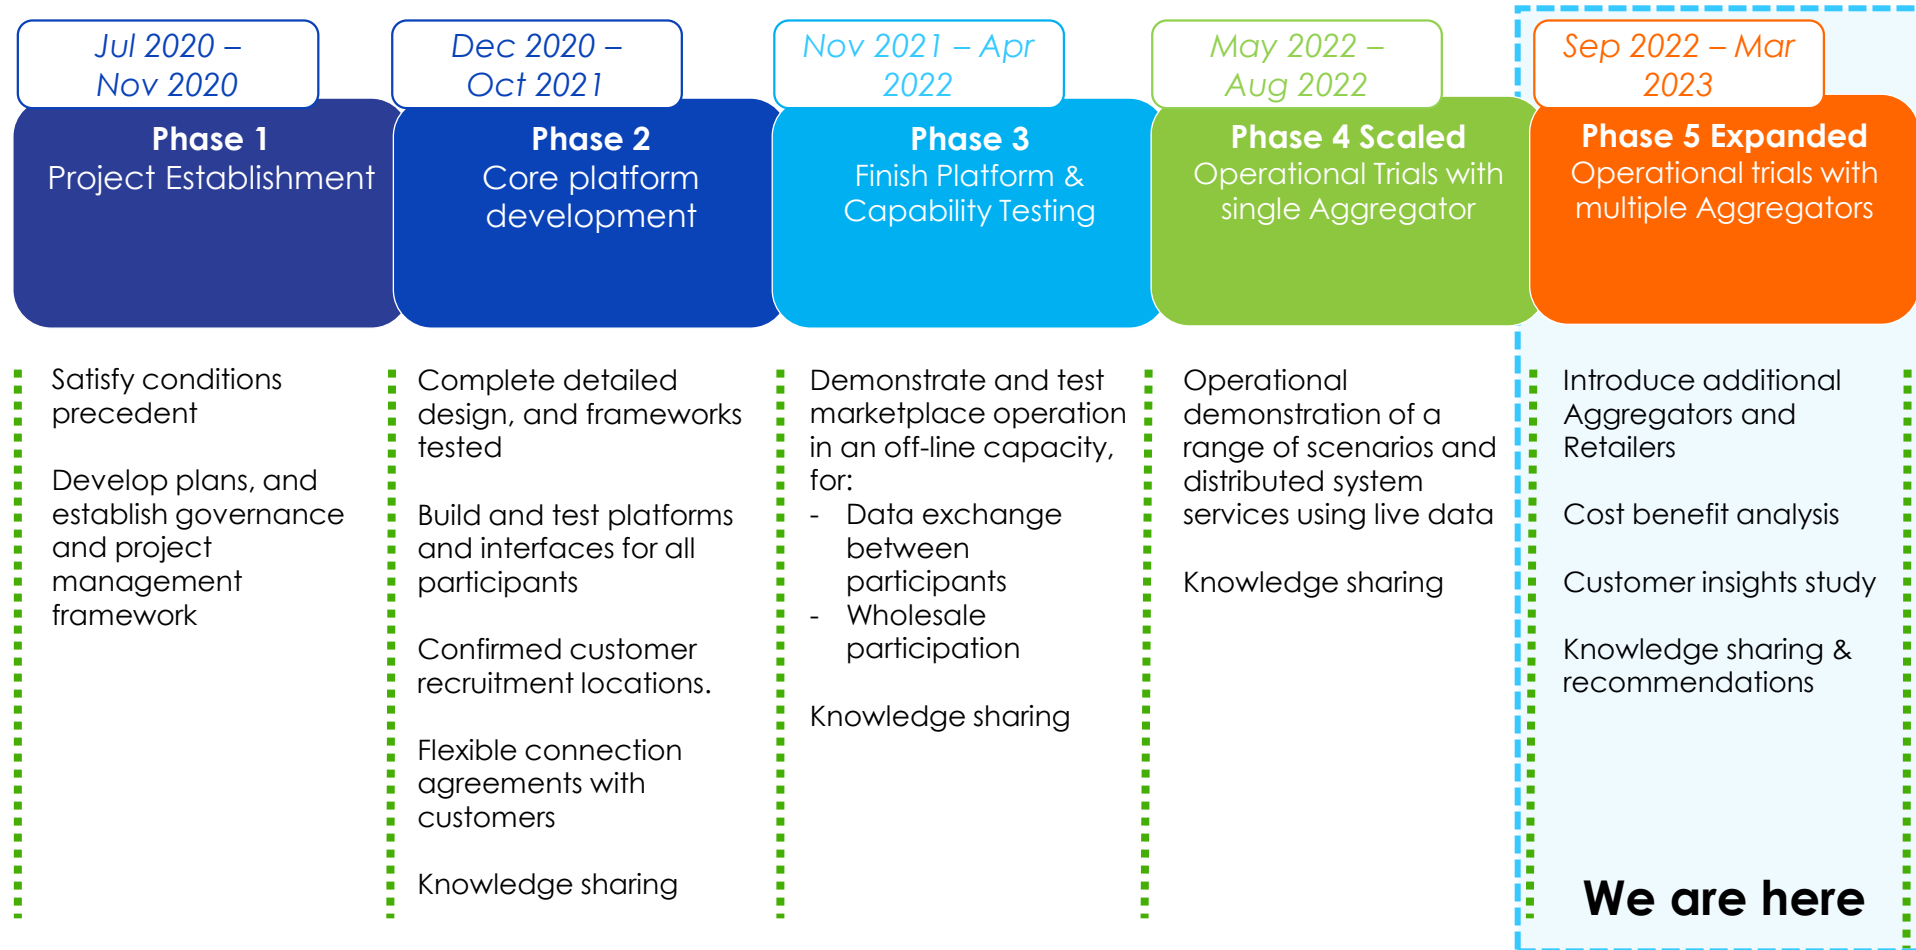 Jul 2020 –
Nov 2020
Phase 1
Project Establishment
Satisfy conditions
precedent
Develop plans, and
establish governance
and project
management
framework
Dec 2020 –
Oct 2021
Phase 2
Core platform
development
Complete detailed
design, and frameworks
tested
Build and test platforms
and interfaces for all
participants
Confirmed customer
recruitment locations.
Flexible connection
agreements with
customers
Knowledge sharing
Nov 2021 – Apr
2022
Phase 3
Finish Platform &
Capability Testing
Demonstrate and test
marketplace operation
in an off-line capacity,
for:
- Data exchange
between
participants
- Wholesale
participation
Knowledge sharing
May 2022 –
Aug 2022
Phase 4 Scaled
Operational Trials with
single Aggregator
Operational
demonstration of a
range of scenarios and
distributed system
services using live data
Knowledge sharing
Sep 2022 – Mar
2023
Phase 5 Expanded
Operational trials with
multiple Aggregators
Introduce additional
Aggregators and
Retailers
Cost benefit analysis
Customer insights study
Knowledge sharing &
recommendations
We are here